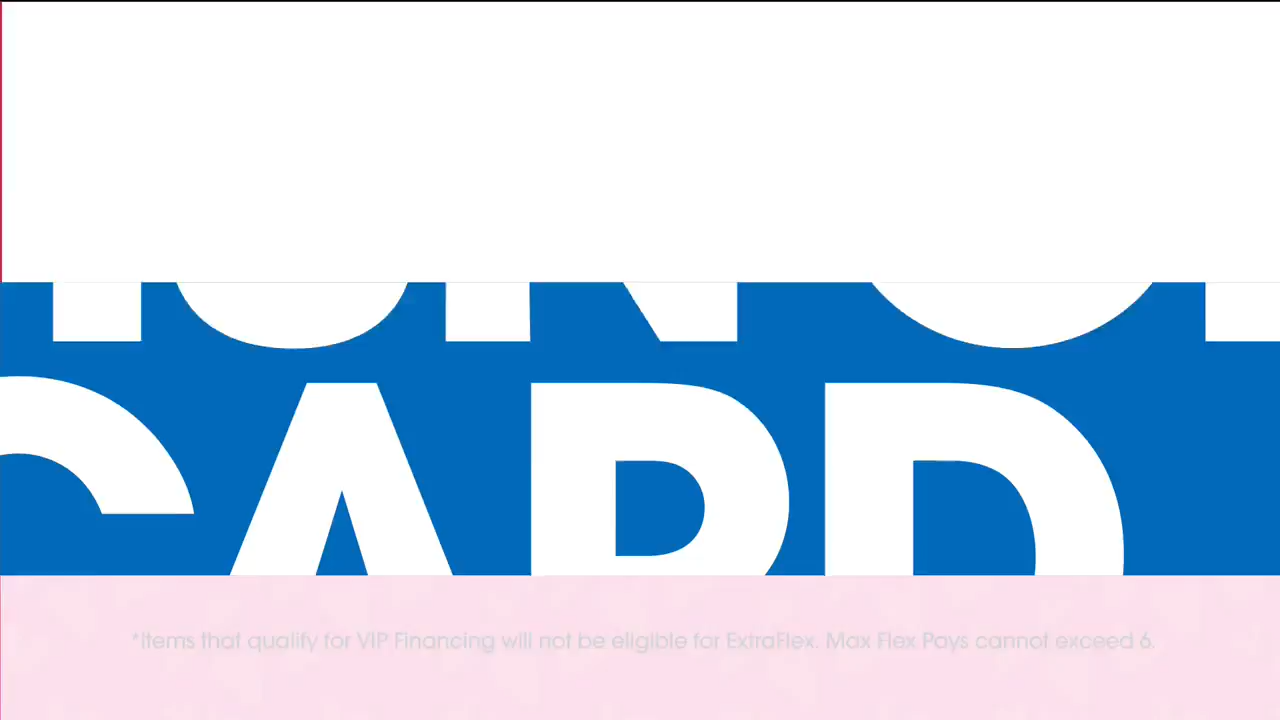 CARD
*Items that qualify for VIP Financing will not be eligible for ExtraFlex. Max Flex Pays cannot exceed 6.